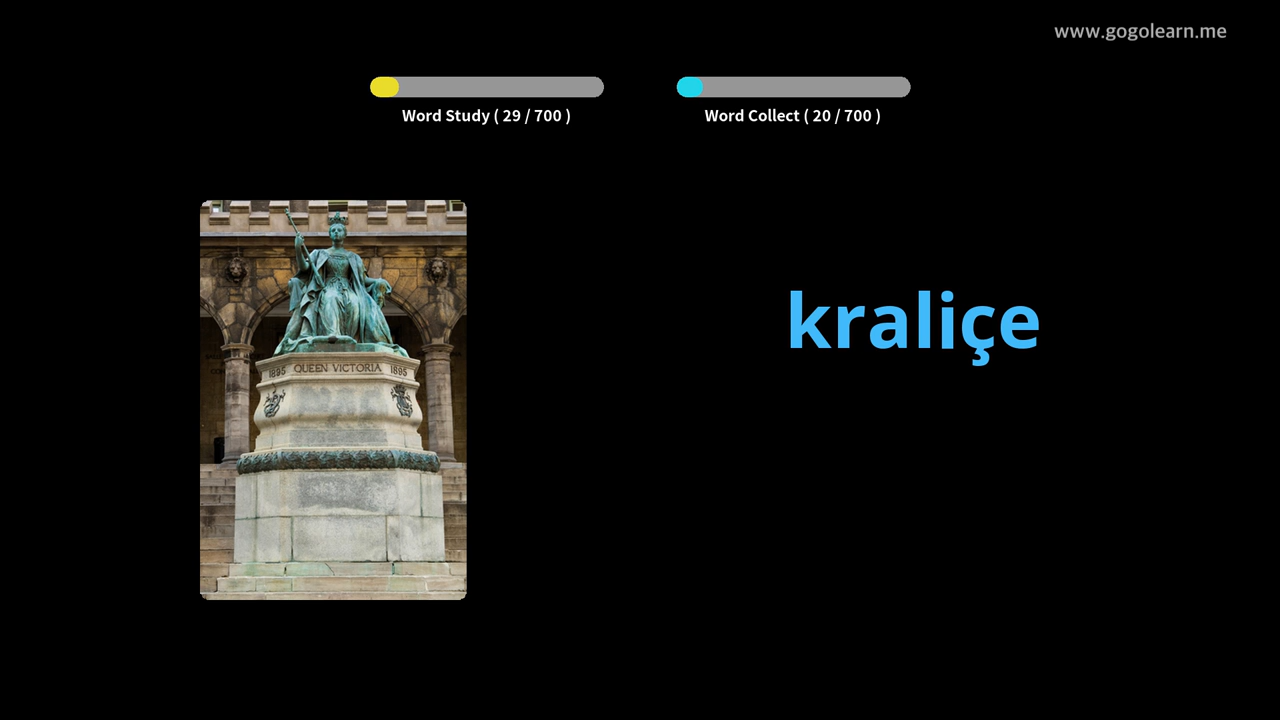 www.gogolearn.me
Word Study ( 29 / 700 )
Word Collect ( 20 / 700 )
1895 QUEEN VICTORIA 1895
kraliçe